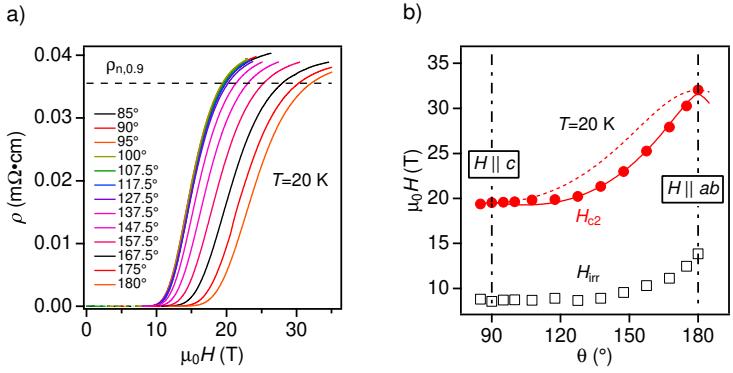 a)
0.04
0.03
0.02
0.01
0.00
ρ (mΩ•cm)
ρn,0.9
85°
90°
95°
100°
107.5°
117.5°
127.5°
137.5°
147.5°
157.5°
167.5°
175°
180°
T=20 K
0
10
20
30
μ0H (T)
b)
35
30
25
20
15
10
μ0H (T)
T=20 K
H || c
H || ab
Hc2
Hirr
90
120
150
180
θ (°)